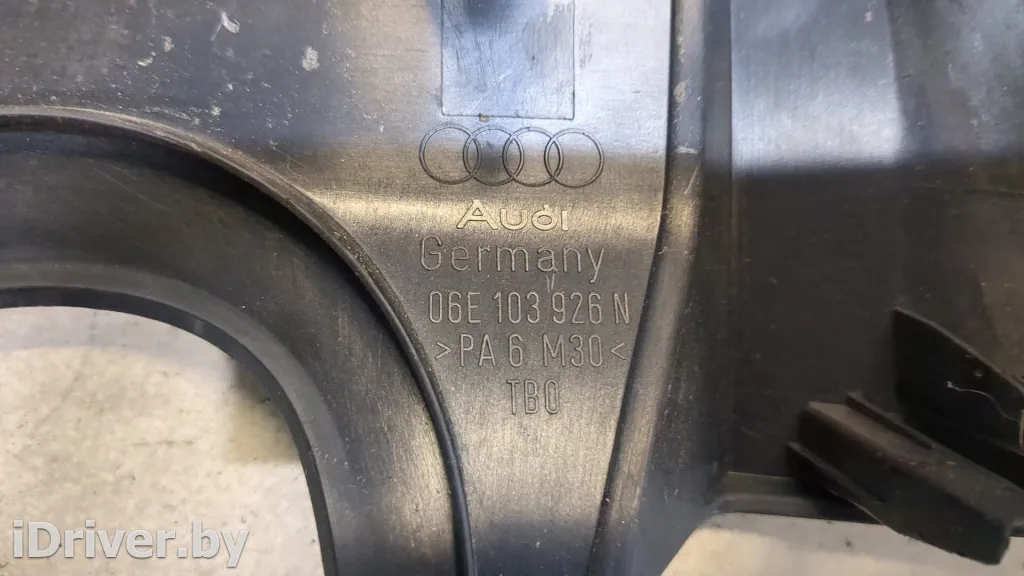 Audi
Germany
06E 103 926 N
>PA 6 M30<
TBO
iDriver.by